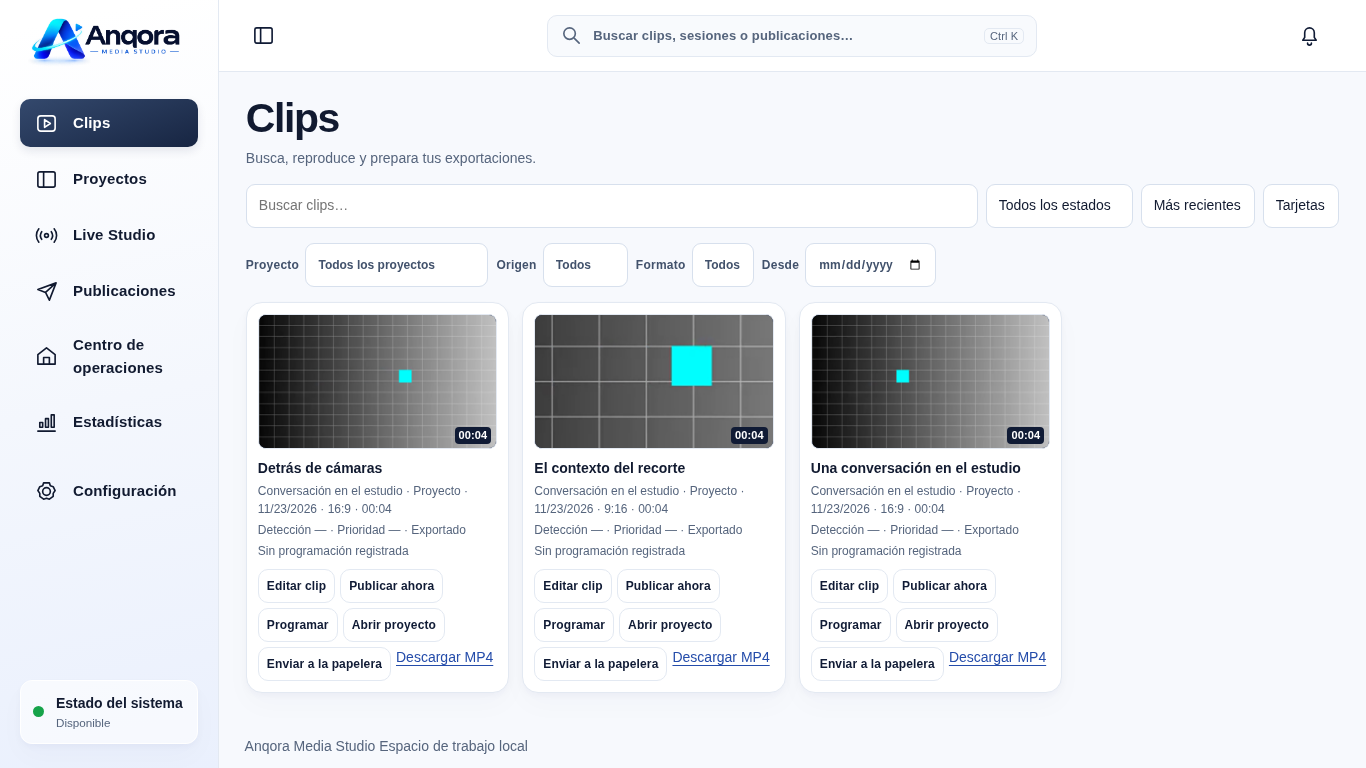 Anqora
MEDIA STUDIO
Clips
Proyectos
Live Studio
Publicaciones
Centro de
operaciones
Estadísticas
Configuración
Estado del sistema
Disponible
Buscar clips, sesiones o publicaciones…
Ctrl K
Clips
Busca, reproduce y prepara tus exportaciones.
Buscar clips…
Todos los estados
Más recientes
Tarjetas
Proyecto
Todos los proyectos
Origen
Todos
Formato
Todos
Desde
mm/dd/yyyy
00:04
Detrás de cámaras
Conversación en el estudio · Proyecto ·
11/23/2026 · 16:9 · 00:04
Detección — · Prioridad — · Exportado
Sin programación registrada
Editar clip
Publicar ahora
Programar
Abrir proyecto
Enviar a la papelera
Descargar MP4
00:04
El contexto del recorte
Conversación en el estudio · Proyecto ·
11/23/2026 · 9:16 · 00:04
Detección — · Prioridad — · Exportado
Sin programación registrada
Editar clip
Publicar ahora
Programar
Abrir proyecto
Enviar a la papelera
Descargar MP4
00:04
Una conversación en el estudio
Conversación en el estudio · Proyecto ·
11/23/2026 · 16:9 · 00:04
Detección — · Prioridad — · Exportado
Sin programación registrada
Editar clip
Publicar ahora
Programar
Abrir proyecto
Enviar a la papelera
Descargar MP4
Anqora Media Studio Espacio de trabajo local